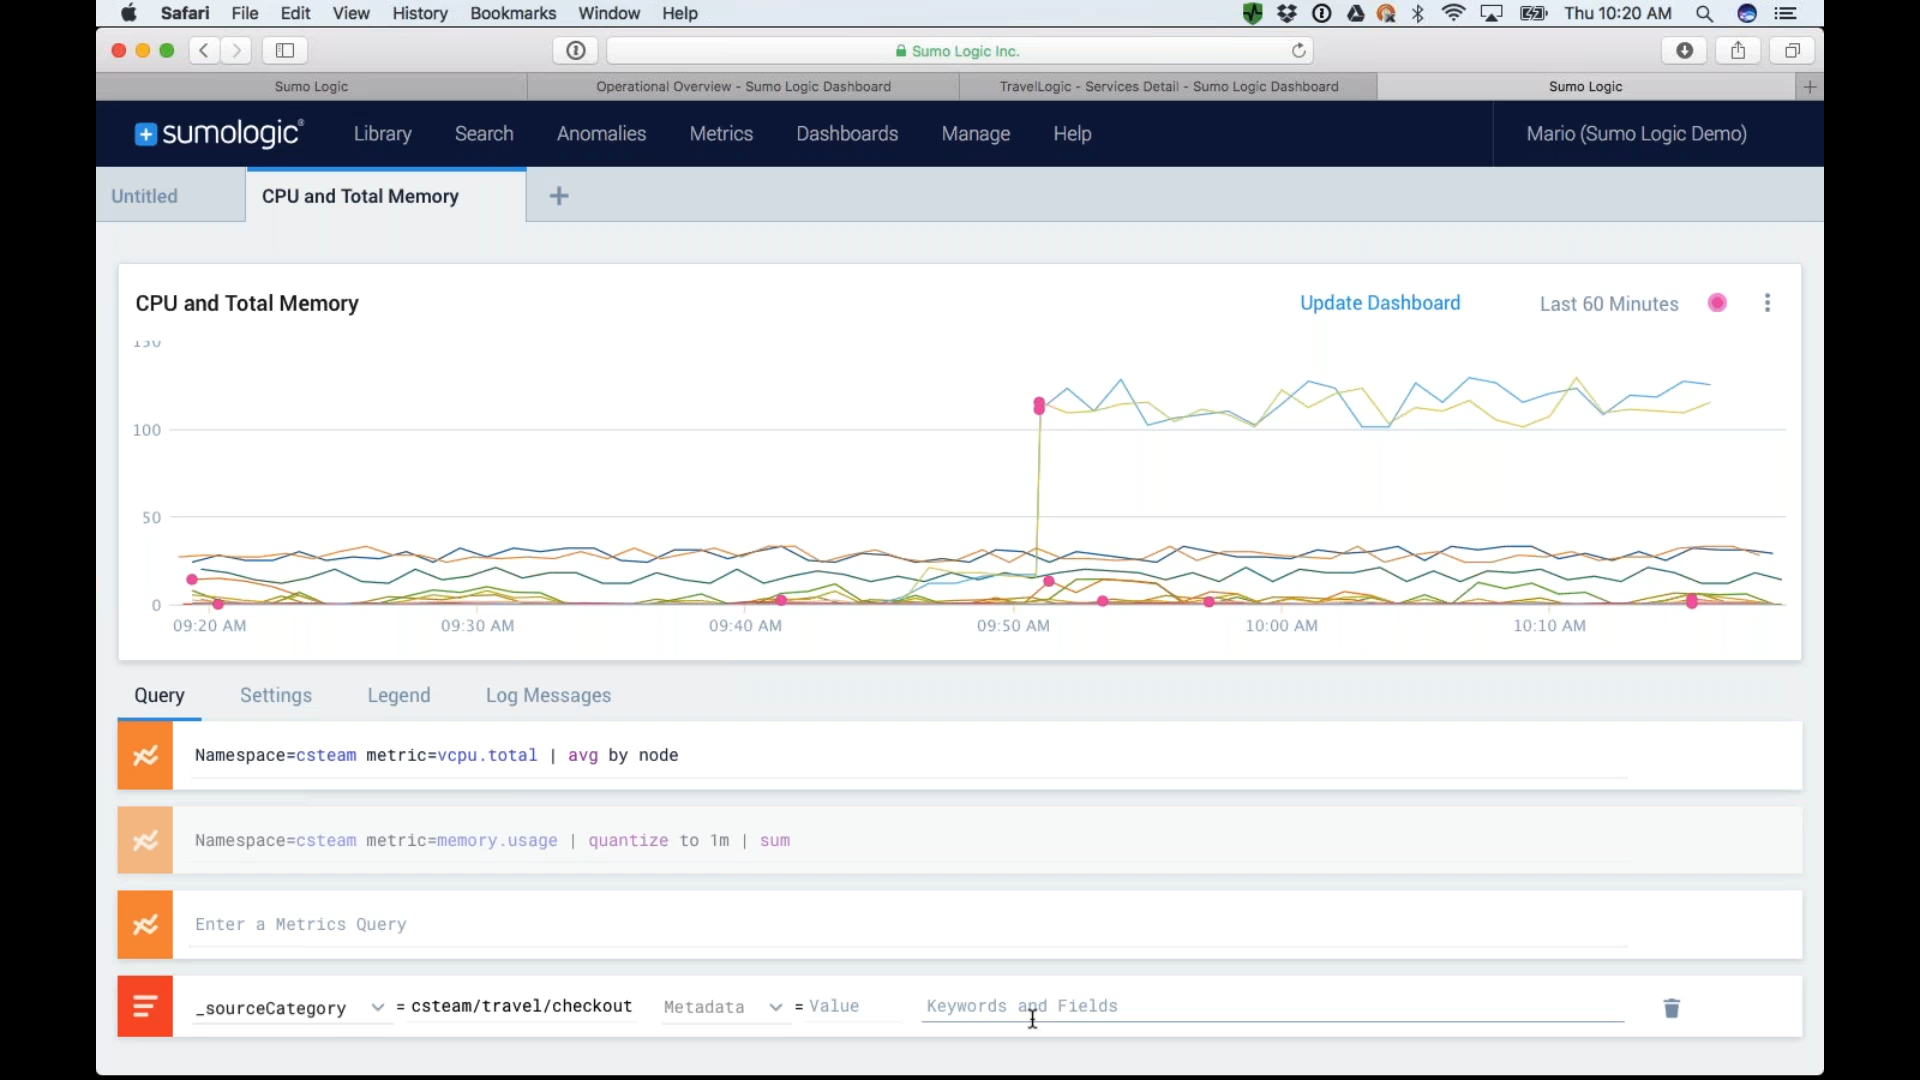 Safari File Edit View History Bookmarks Window Help Thu 10:20 AM
Sumo Logic Inc.
Sumo Logic Operational Overview - Sumo Logic Dashboard TravelLogic - Services Detail - Sumo Logic Dashboard Sumo Logic
sumologic® Library Search Anomalies Metrics Dashboards Manage Help Mario (Sumo Logic Demo)
Untitled CPU and Total Memory
CPU and Total Memory Update Dashboard Last 60 Minutes
150
100
50
0
09:20 AM 09:30 AM 09:40 AM 09:50 AM 10:00 AM 10:10 AM
Query Settings Legend Log Messages
Namespace=csteam metric=vcpu.total | avg by node
Namespace=csteam metric=memory.usage | quantize to 1m | sum
Enter a Metrics Query
_sourceCategory = csteam/travel/checkout Metadata = Value Keywords and Fields